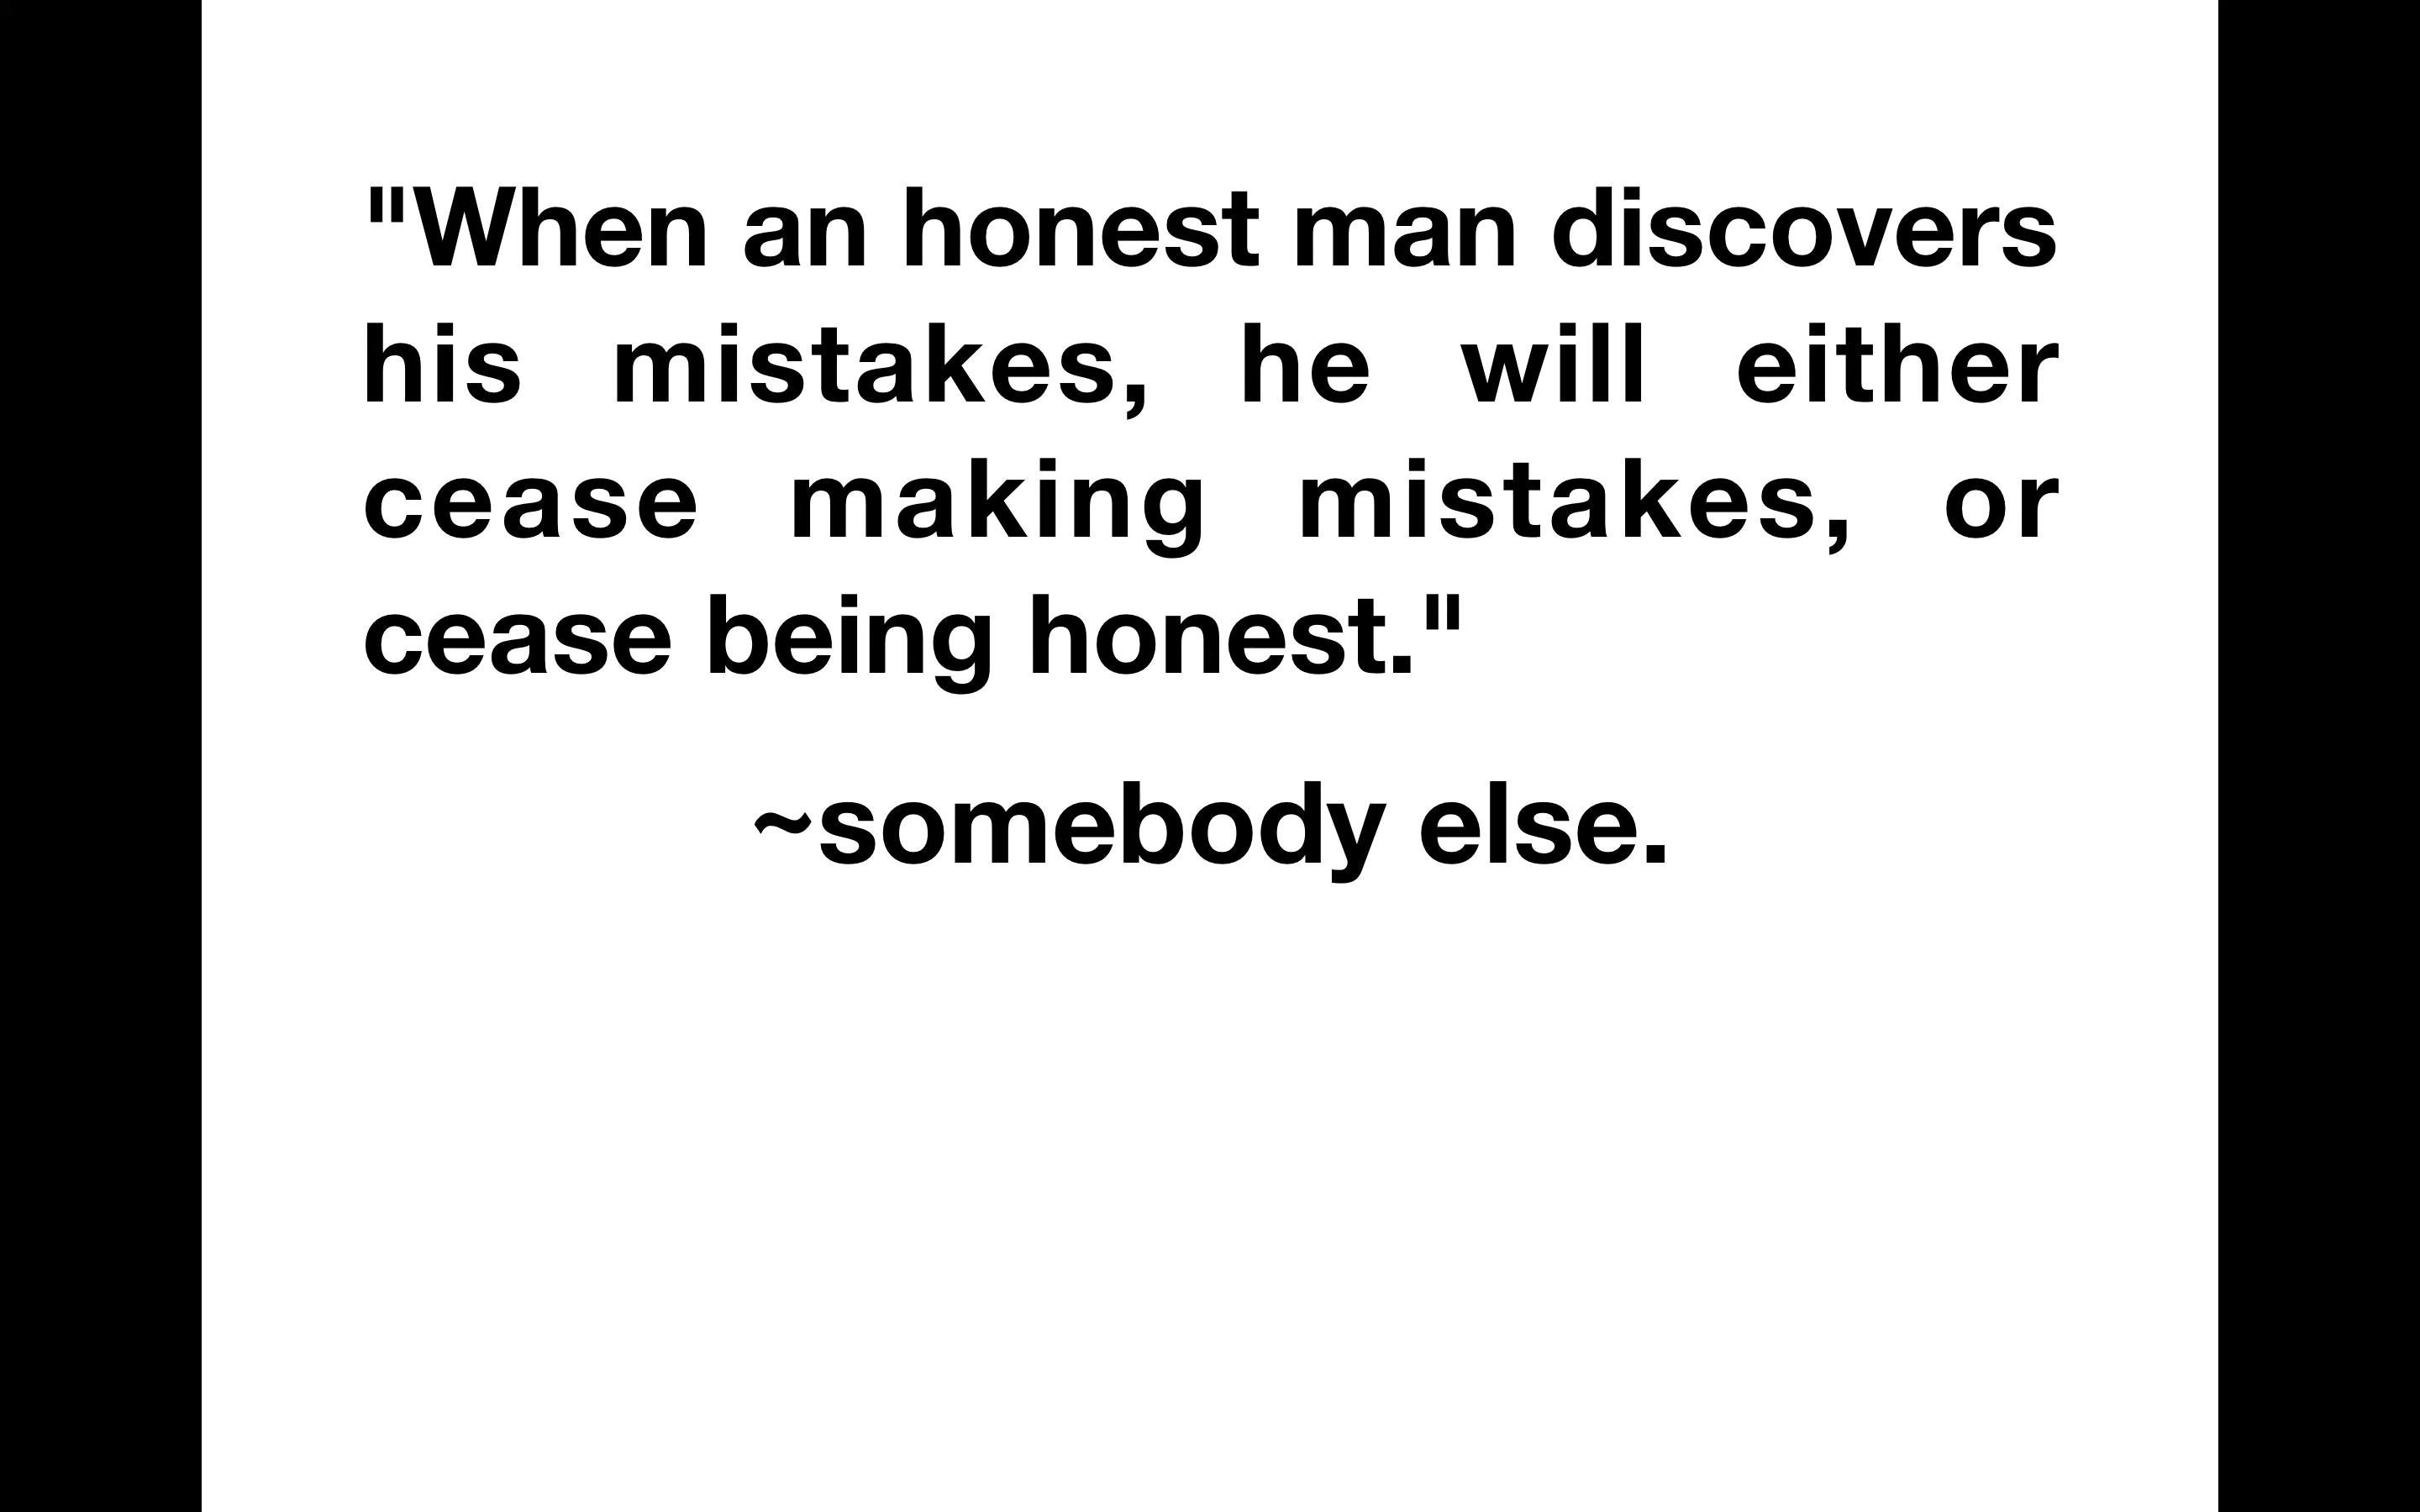 "When an honest man discovers
his mistakes, he will either
cease making mistakes, or
cease being honest."
~somebody else.